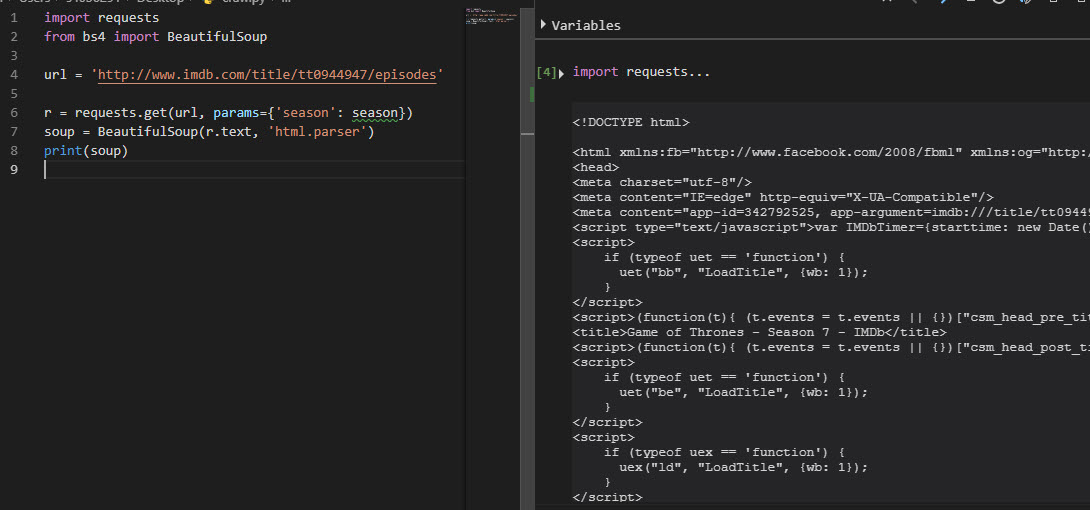 1 import requests
2 from bs4 import BeautifulSoup
3
4 url = 'http://www.imdb.com/title/tt0944947/episodes'
5
6 r = requests.get(url, params={'season': season})
7 soup = BeautifulSoup(r.text, 'html.parser')
8 print(soup)
9
Variables
[4] import requests...
<!DOCTYPE html>
<html xmlns:fb="http://www.facebook.com/2008/fbml" xmlns:og="http:/
<head>
<meta charset="utf-8"/>
<meta content="IE=edge" http-equiv="X-UA-Compatible"/>
<meta content="app-id=342792525, app-argument=imdb:///title/tt09449
<script type="text/javascript">var IMDbTimer={starttime: new Date()
<script>
if (typeof uet == 'function') {
uet("bb", "LoadTitle", {wb: 1});
}
</script>
<script>(function(t){ (t.events = t.events || {})["csm_head_pre_tit
<title>Game of Thrones - Season 7 - IMDb</title>
<script>(function(t){ (t.events = t.events || {})["csm_head_post_ti
<script>
if (typeof uet == 'function') {
uet("be", "LoadTitle", {wb: 1});
}
</script>
<script>
if (typeof uex == 'function') {
uex("ld", "LoadTitle", {wb: 1});
}
</script>